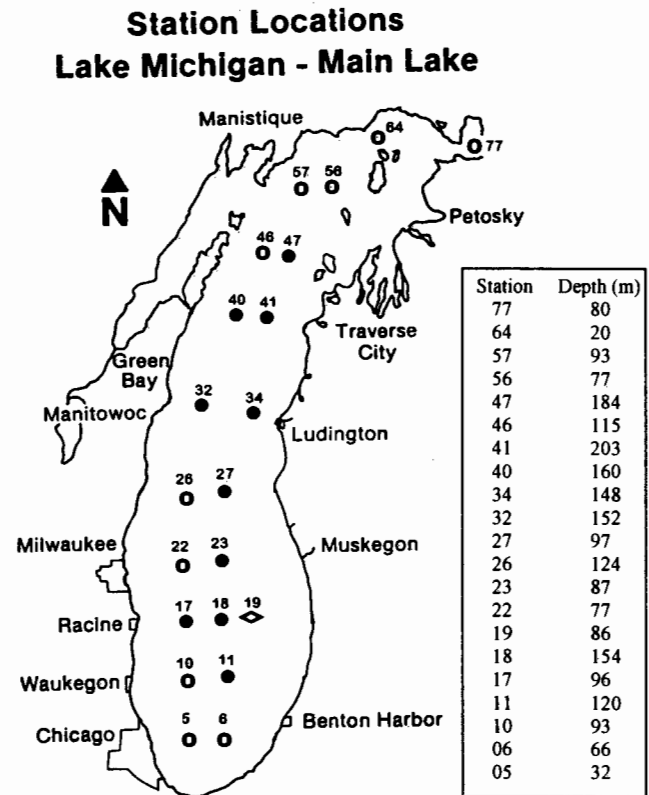 Station Locations
Lake Michigan - Main Lake
Manistique
64
77
57
56
N
Petosky
46
47
40
41
Traverse
City
Green
Bay
32
34
Manitowoc
Ludington
26
27
Milwaukee
22
23
Muskegon
17
18
19
Racine
10
11
Waukegon
5
6
Benton Harbor
Chicago
Station Depth (m)
77 80
64 20
57 93
56 77
47 184
46 115
41 203
40 160
34 148
32 152
27 97
26 124
23 87
22 77
19 86
18 154
17 96
11 120
10 93
06 66
05 32